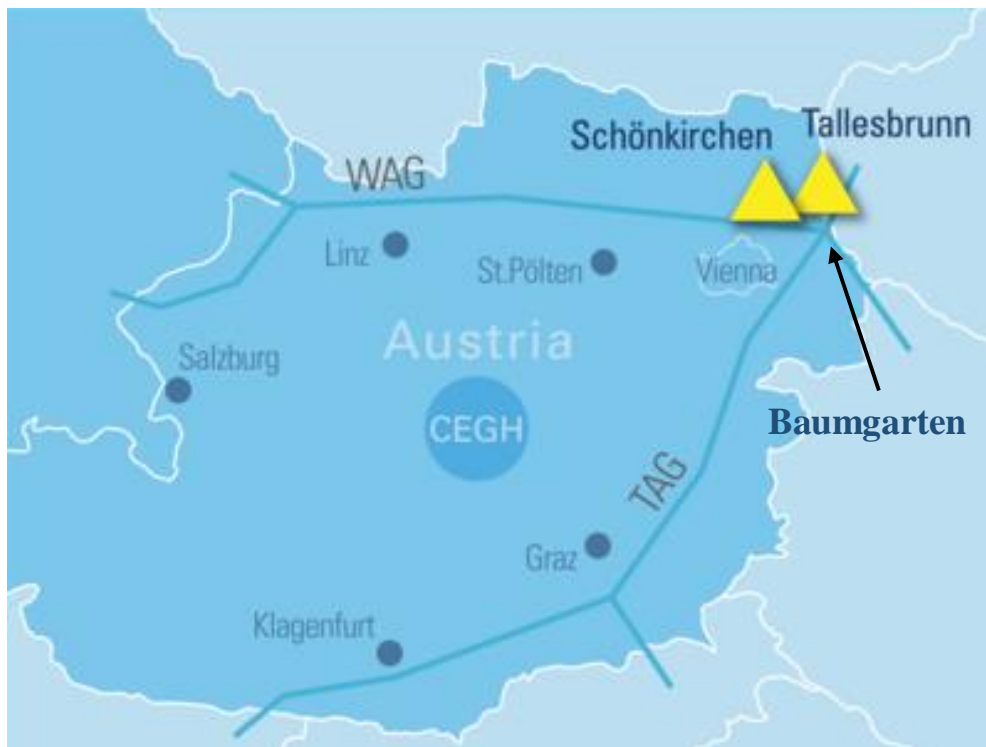 Tallesbrunn
Schönkirchen
WAG
Linz
St.Pölten
Vienna
Austria
Salzburg
CEGH
Baumgarten
TAG
Graz
Klagenfurt